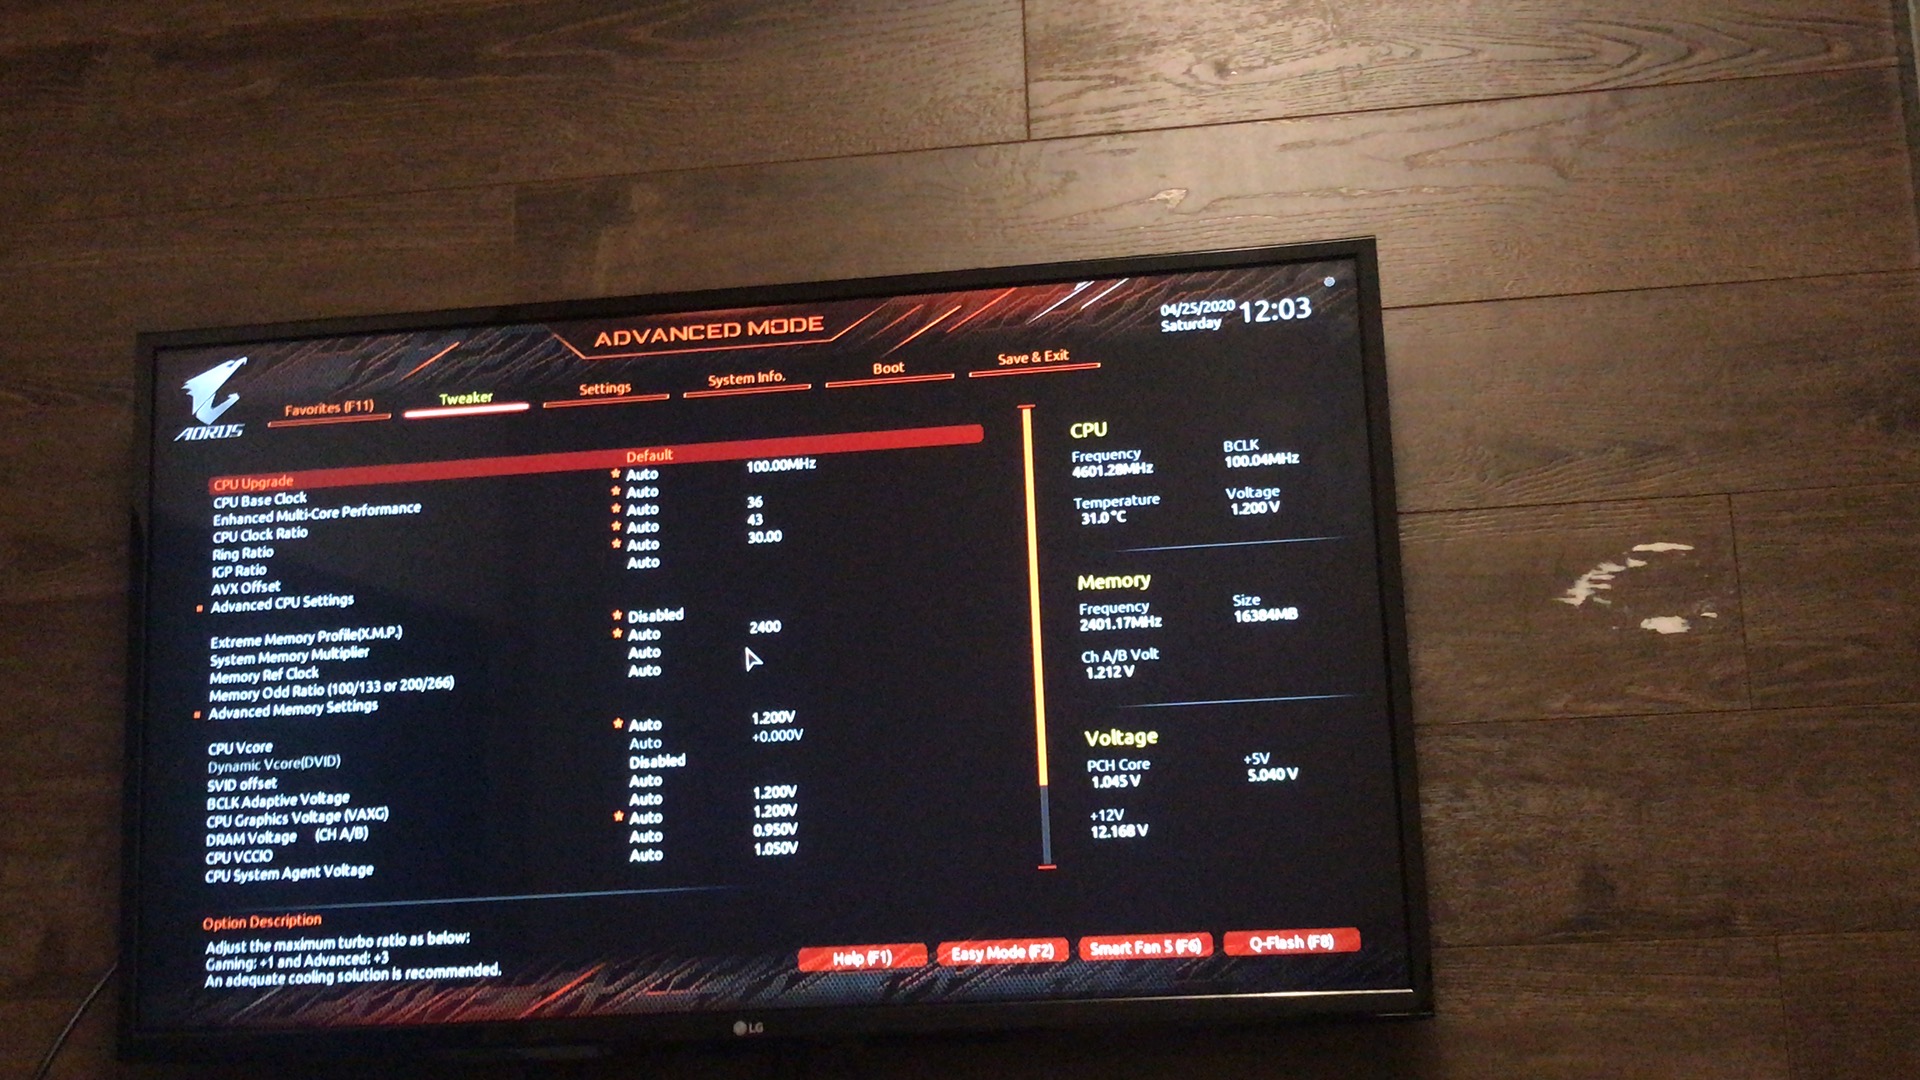 ADVANCED MODE
04/25/2020 Saturday 12:03
AORUS
Favorites (F11) Tweaker Settings System Info. Boot Save & Exit
CPU Upgrade Default
CPU Base Clock Auto 100.00MHz
Enhanced Multi-Core Performance Auto
CPU Clock Ratio Auto 36
Ring Ratio Auto 43
IGP Ratio Auto 30.00
AVX Offset Auto
Advanced CPU Settings
Extreme Memory Profile(X.M.P.) Disabled
System Memory Multiplier Auto 2400
Memory Ref Clock Auto
Memory Odd Ratio (100/133 or 200/266) Auto
Advanced Memory Settings
CPU Vcore Auto 1.200V
Dynamic Vcore(DVID) Auto +0.000V
SVID offset Disabled
BCLK Adaptive Voltage Auto
CPU Graphics Voltage (VAXG) Auto 1.200V
DRAM Voltage (CH A/B) Auto 1.200V
CPU VCCIO Auto 0.950V
CPU System Agent Voltage Auto 1.050V
CPU
Frequency BCLK
4601.28MHz 100.04MHz
Temperature Voltage
31.0 °C 1.200 V
Memory
Frequency Size
2401.17MHz 16384MB
Ch A/B Volt
1.212 V
Voltage
PCH Core +5V
1.045 V 5.040 V
+12V
12.168 V
Option Description
Adjust the maximum turbo ratio as below:
Gaming: +1 and Advanced: +3
An adequate cooling solution is recommended.
Help (F1) Easy Mode (F2) Smart Fan 5 (F6) Q-Flash (F8)
LG